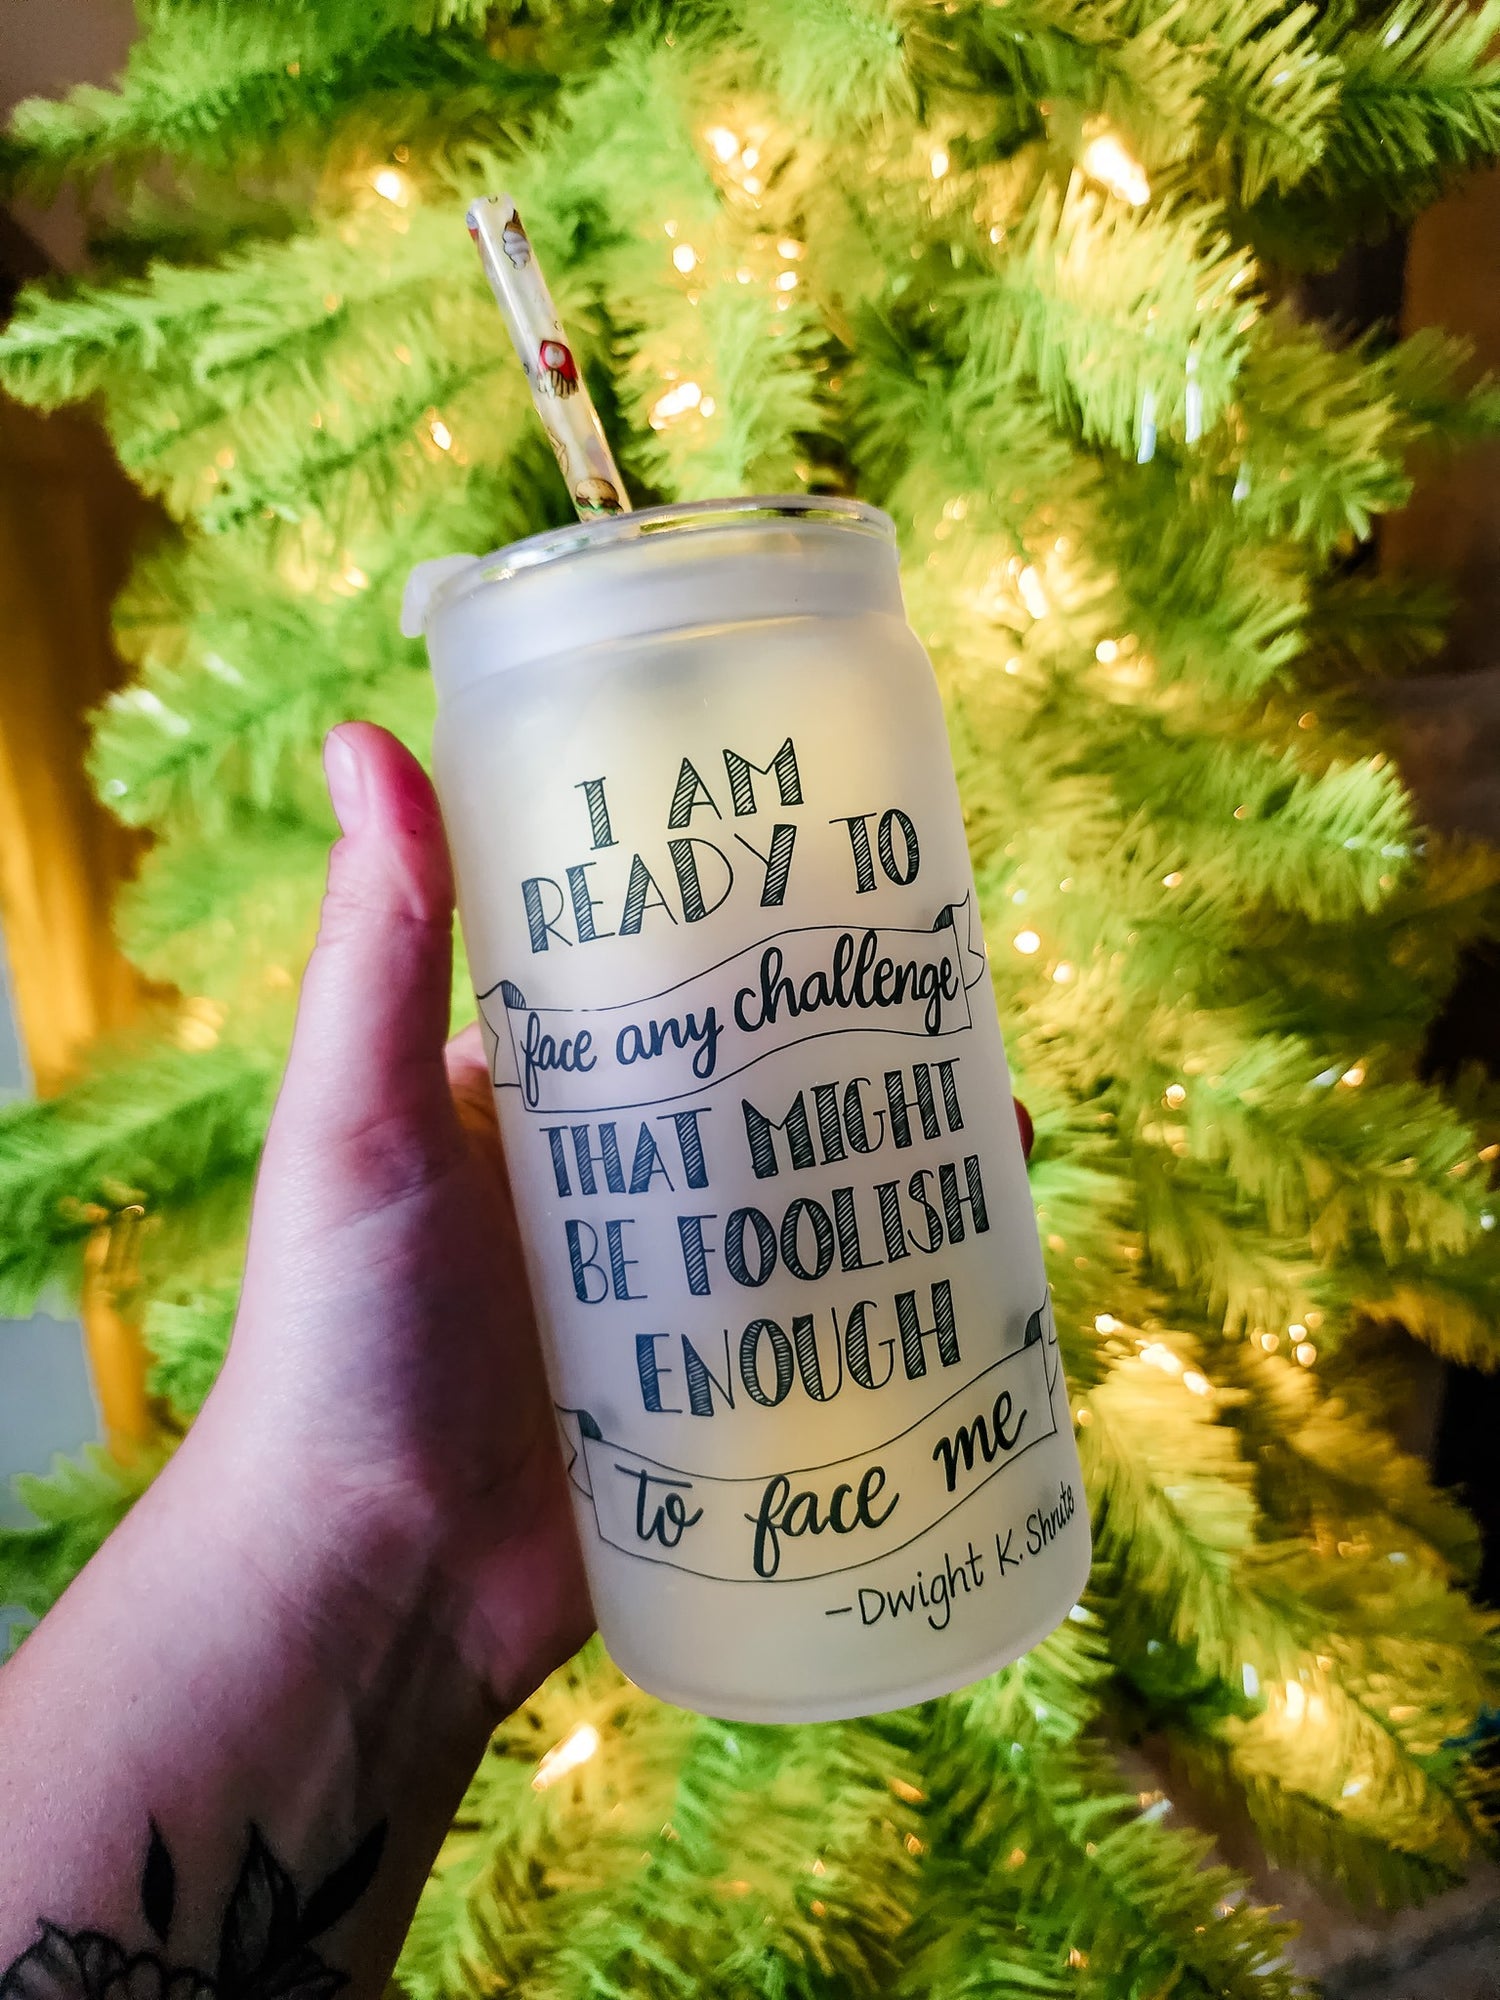 I AM
READY TO
face any challenge
THAT MIGHT
BE FOOLISH
ENOUGH
to face me
-Dwight K. Shrute